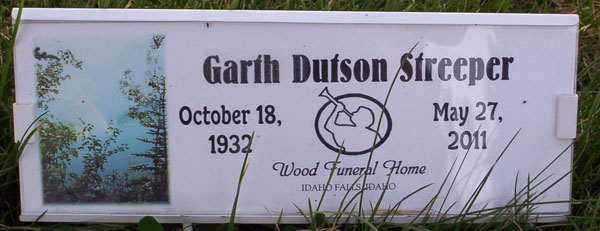 Garth Dutson Streeper
October 18,
1932
May 27,
2011
Wood Funeral Home
IDAHO FALLS, IDAHO